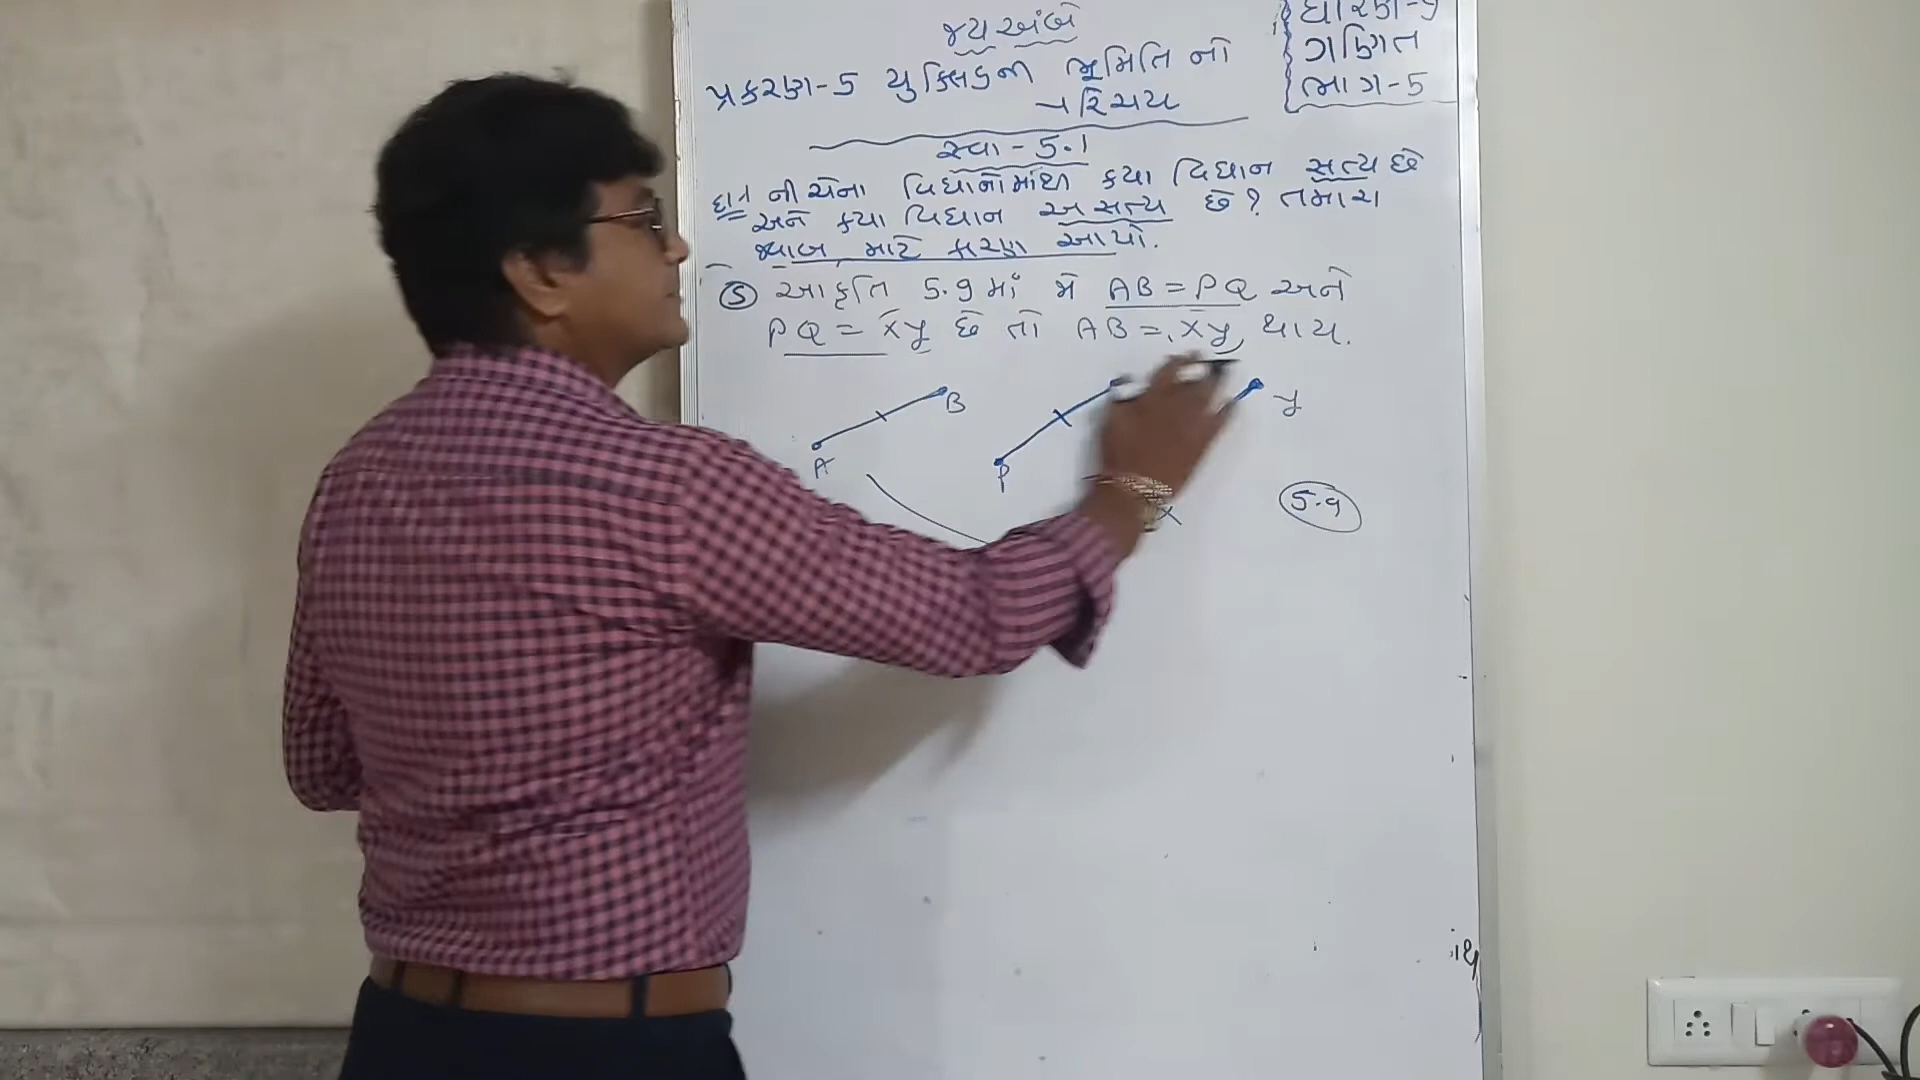 જય અંબે
ધોરણ-9
ગણિત
ભાગ-5
પ્રકરણ-5 યુક્લિડની ભૂમિતિ નો
પરિચય
સ્વા-5.1
દા.1 નીચેના વિધાનોમાંથી કયા વિધાન સત્ય છે
અને કયા વિધાન અસત્ય છે? તમારા
જવાબ માટે કારણ આપો.
5 આકૃતિ 5.9માં જો AB = PQ અને
PQ = XY છે તો AB = XY થાય.
A B P Y X
5.9